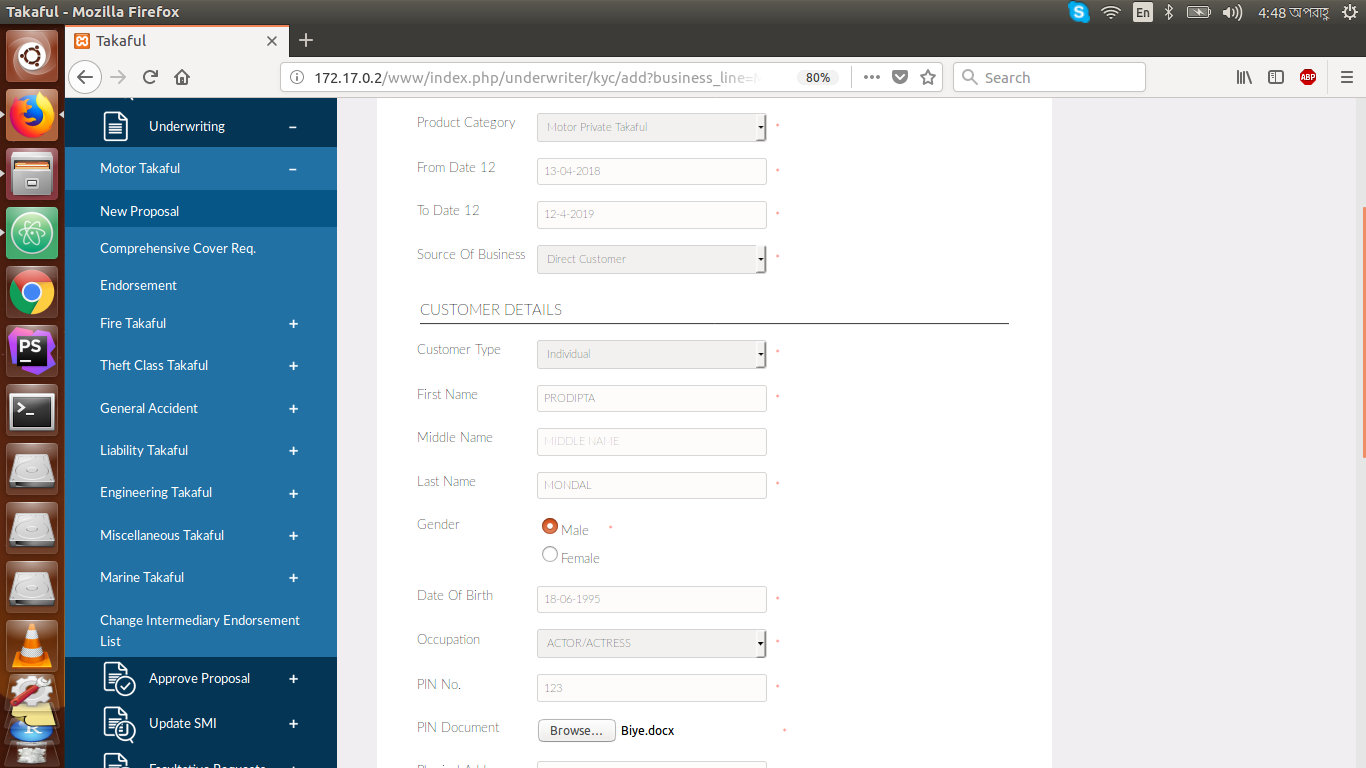 Takaful - Mozilla Firefox
En
4:48 অপরাহ্ণ
Takaful
172.17.0.2/www/index.php/underwriter/kyc/add?business_line=
80%
Search
ABP
Underwriting
Motor Takaful
New Proposal
Comprehensive Cover Req.
Endorsement
Fire Takaful
Theft Class Takaful
General Accident
Liability Takaful
Engineering Takaful
Miscellaneous Takaful
Marine Takaful
Change Intermediary Endorsement
List
Approve Proposal
Update SMI
Product Category
Motor Private Takaful
*
From Date 12
13-04-2018
*
To Date 12
12-4-2019
*
Source Of Business
Direct Customer
*
CUSTOMER DETAILS
Customer Type
Individual
*
First Name
PRODIPTA
*
Middle Name
MIDDLE NAME
Last Name
MONDAL
*
Gender
Male
*
Female
Date Of Birth
18-06-1995
*
Occupation
ACTOR/ACTRESS
*
PIN No.
123
*
PIN Document
Browse...
Biye.docx
*
PS